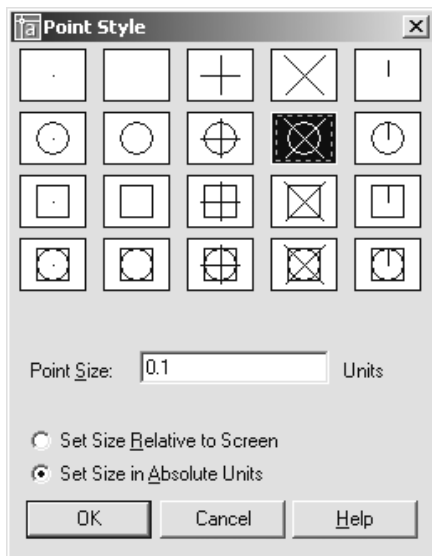 Point Style
Point Size: 0.1 Units
Set Size Relative to Screen
Set Size in Absolute Units
OK Cancel Help